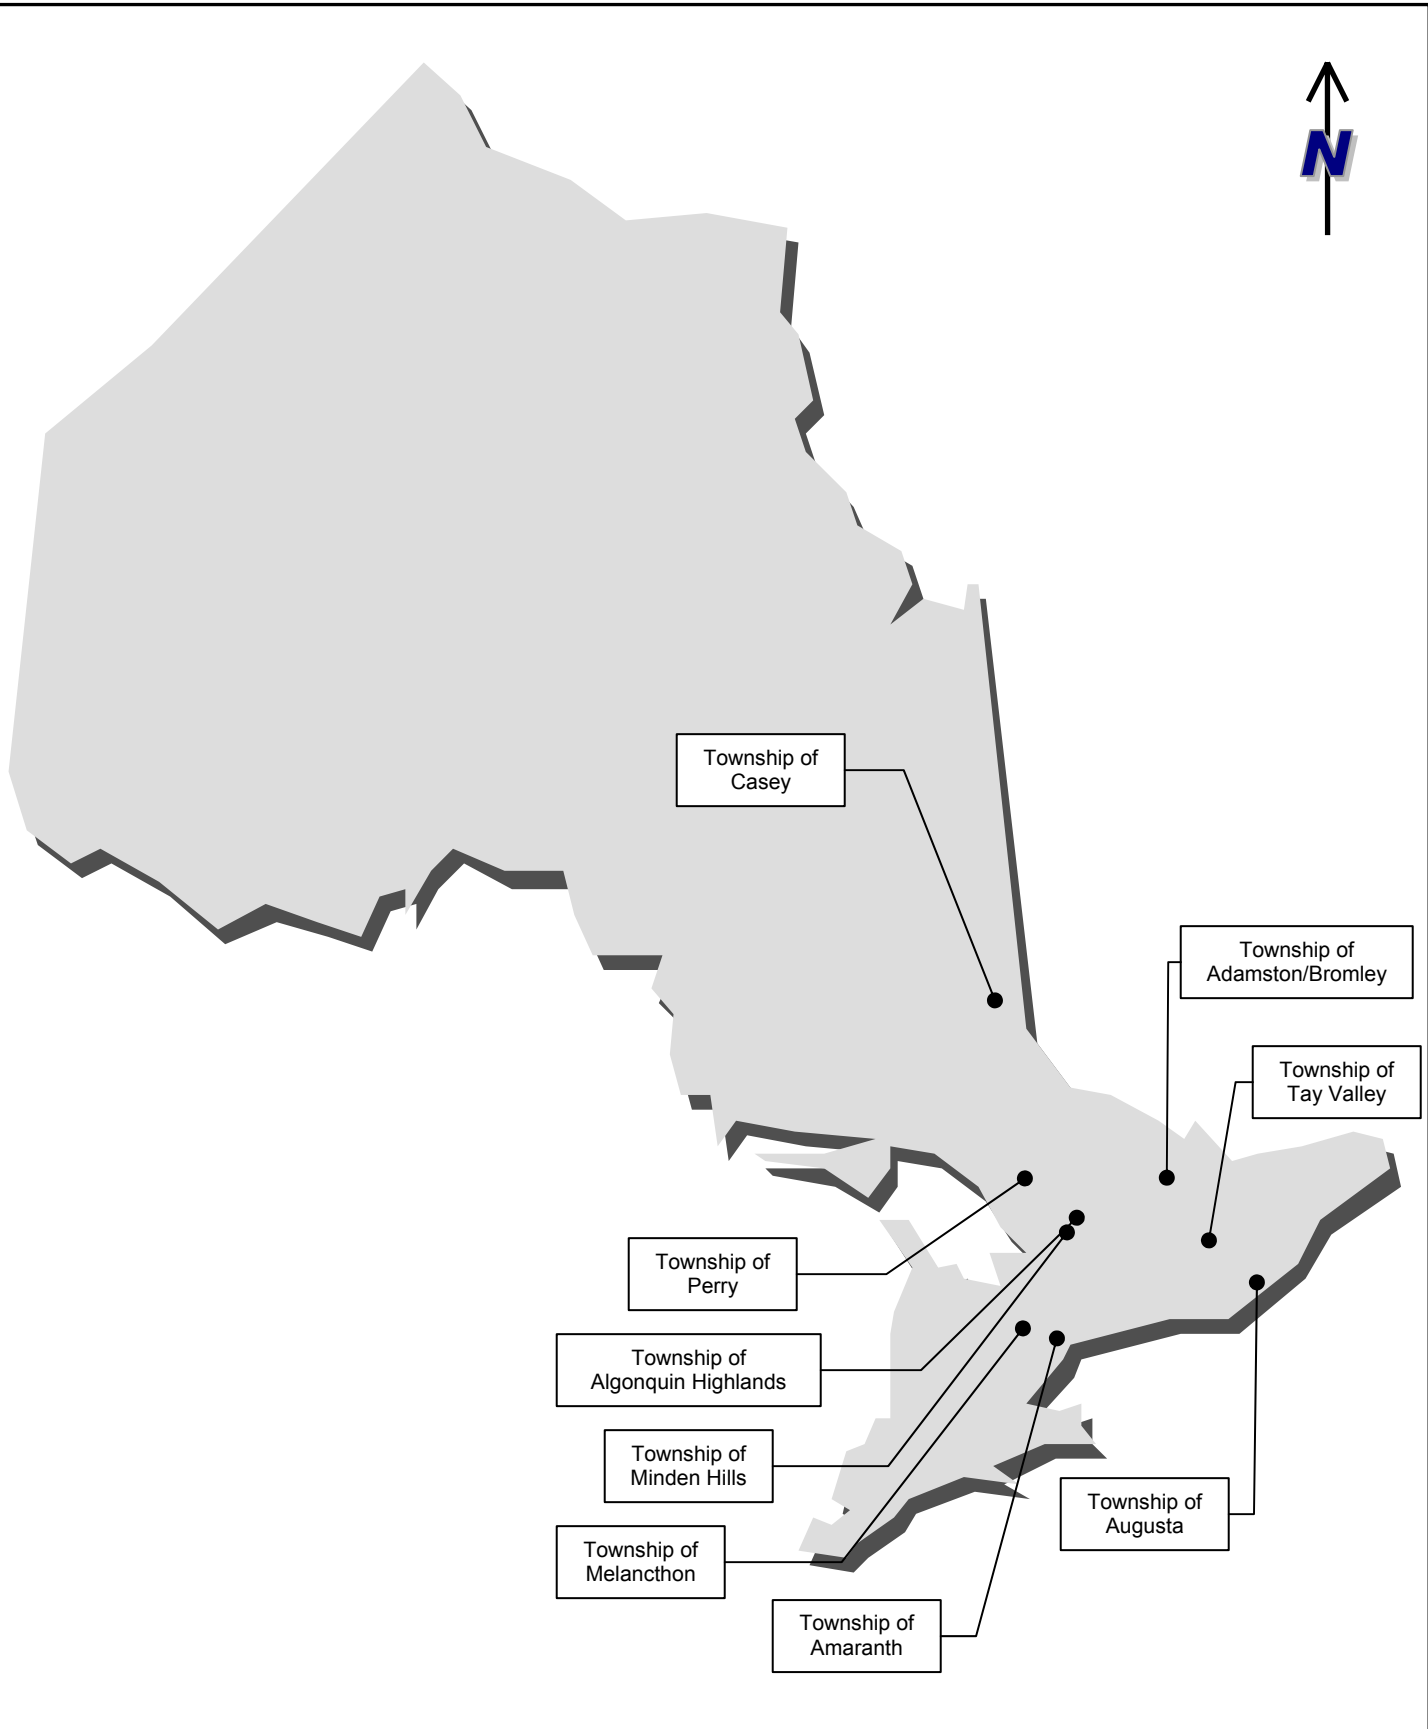 N
Township of
Casey
Township of
Adamston/Bromley
Township of
Tay Valley
Township of
Perry
Township of
Algonquin Highlands
Township of
Minden Hills
Township of
Augusta
Township of
Melancthon
Township of
Amaranth